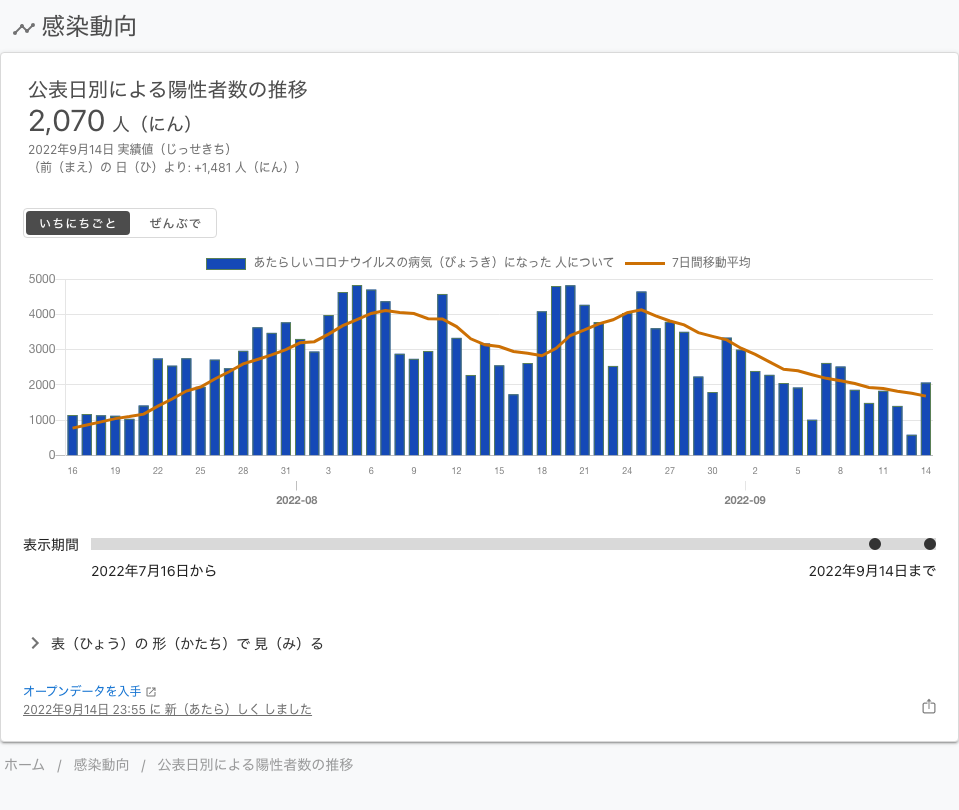 感染動向
公表日別による陽性者数の推移
2,070 人（にん）
2022年9月14日 実績値（じっせきち）
（前（まえ）の 日（ひ）より: +1,481 人（にん））
いちにちごと ぜんぶで
あたらしいコロナウイルスの病気（びょうき）になった 人について 7日間移動平均
5000
4000
3000
2000
1000
0
16 19 22 25 28 31 3 6 9 12 15 18 21 24 27 30 2 5 8 11 14
2022-08 2022-09
表示期間
2022年7月16日から 2022年9月14日まで
表（ひょう）の 形（かたち）で 見（み）る
オープンデータを入手
2022年9月14日 23:55 に 新（あたら）しく しました
ホーム / 感染動向 / 公表日別による陽性者数の推移